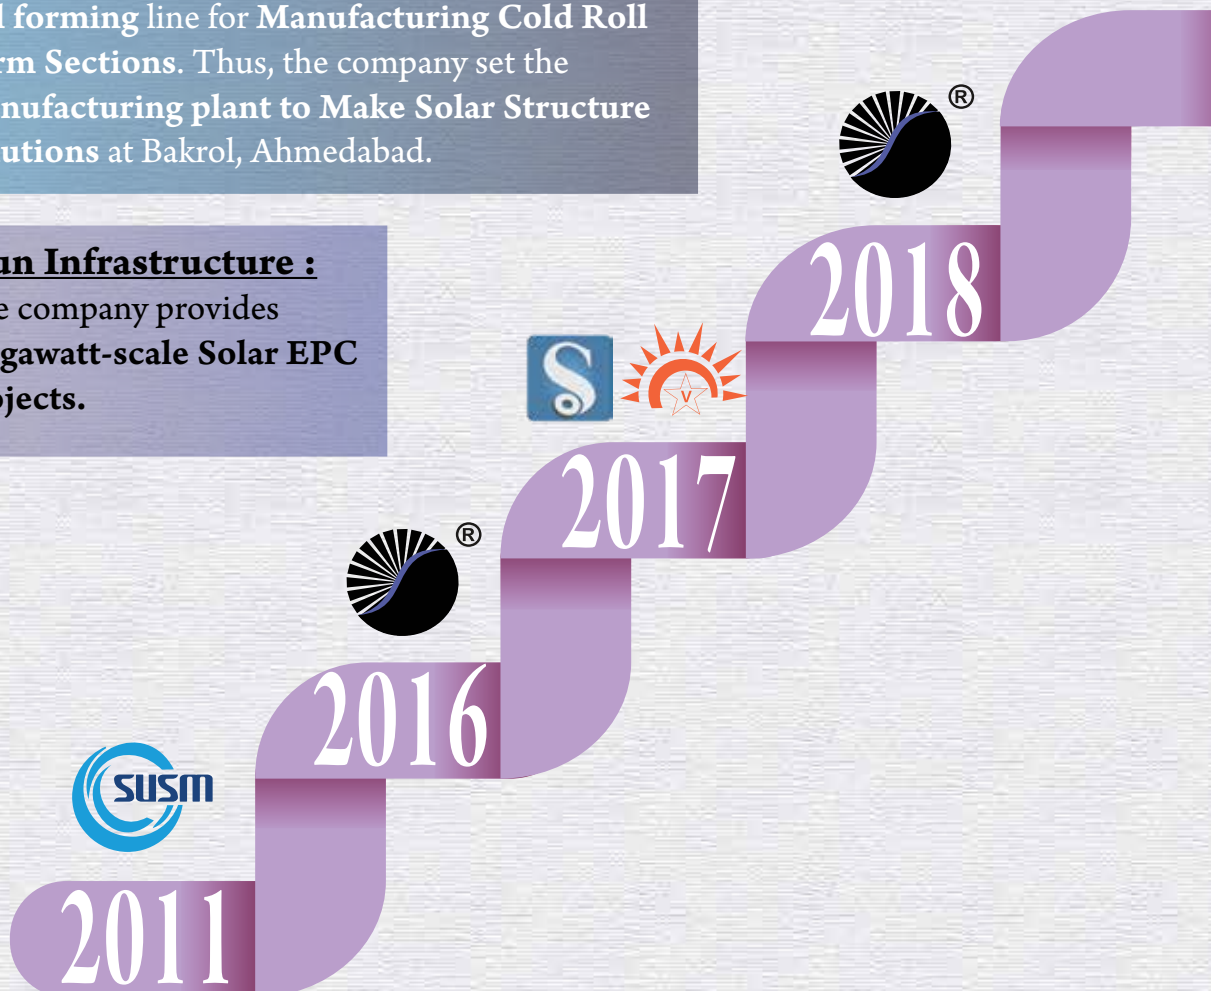 l forming line for Manufacturing Cold Roll
rm Sections. Thus, the company set the
nufacturing plant to Make Solar Structure
utions at Bakrol, Ahmedabad.
un Infrastructure :
e company provides
gawatt-scale Solar EPC
jects.
®
2018
S
V
2017
®
2016
SUSM
2011